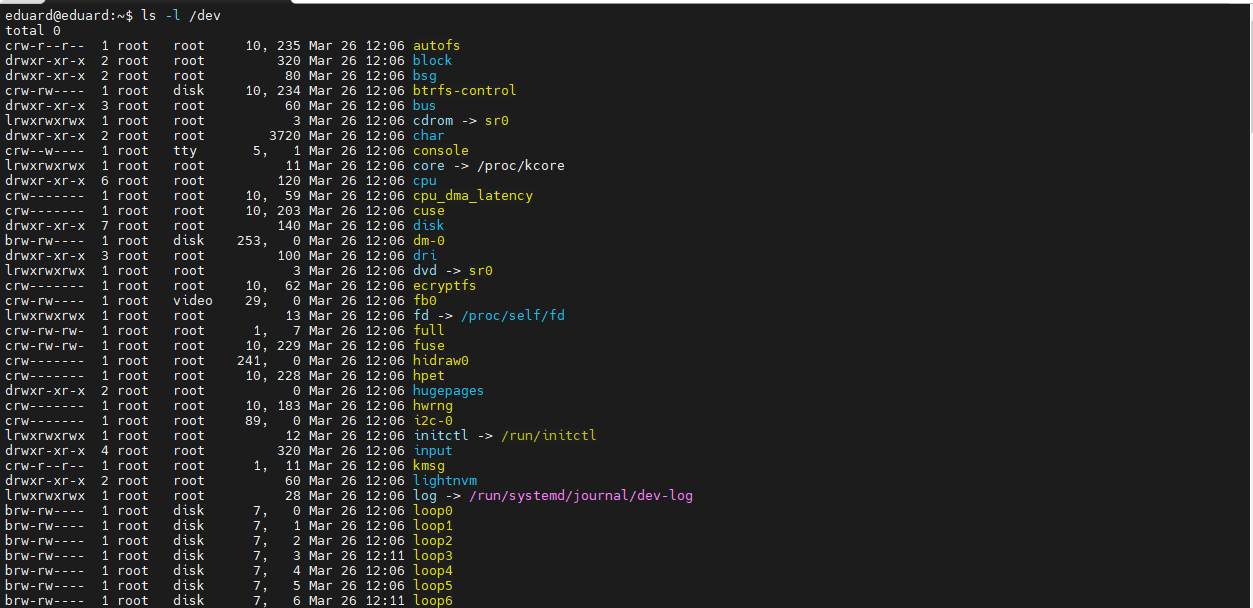 eduard@eduard:~$ ls -l /dev
total 0
crw-r--r--  1 root   root     10, 235 Mar 26 12:06 autofs
drwxr-xr-x  2 root   root         320 Mar 26 12:06 block
drwxr-xr-x  2 root   root          80 Mar 26 12:06 bsg
crw-rw----  1 root   disk     10, 234 Mar 26 12:06 btrfs-control
drwxr-xr-x  3 root   root          60 Mar 26 12:06 bus
lrwxrwxrwx  1 root   root           3 Mar 26 12:06 cdrom -> sr0
drwxr-xr-x  2 root   root        3720 Mar 26 12:06 char
crw--w----  1 root   tty       5,   1 Mar 26 12:06 console
lrwxrwxrwx  1 root   root          11 Mar 26 12:06 core -> /proc/kcore
drwxr-xr-x  6 root   root         120 Mar 26 12:06 cpu
crw-------  1 root   root     10,  59 Mar 26 12:06 cpu_dma_latency
crw-------  1 root   root     10, 203 Mar 26 12:06 cuse
drwxr-xr-x  7 root   root         140 Mar 26 12:06 disk
brw-rw----  1 root   disk    253,   0 Mar 26 12:06 dm-0
drwxr-xr-x  3 root   root         100 Mar 26 12:06 dri
lrwxrwxrwx  1 root   root           3 Mar 26 12:06 dvd -> sr0
crw-------  1 root   root     10,  62 Mar 26 12:06 ecryptfs
crw-rw----  1 root   video    29,   0 Mar 26 12:06 fb0
lrwxrwxrwx  1 root   root          13 Mar 26 12:06 fd -> /proc/self/fd
crw-rw-rw-  1 root   root      1,   7 Mar 26 12:06 full
crw-rw-rw-  1 root   root     10, 229 Mar 26 12:06 fuse
crw-------  1 root   root    241,   0 Mar 26 12:06 hidraw0
crw-------  1 root   root     10, 228 Mar 26 12:06 hpet
drwxr-xr-x  2 root   root           0 Mar 26 12:06 hugepages
crw-------  1 root   root     10, 183 Mar 26 12:06 hwrng
crw-------  1 root   root     89,   0 Mar 26 12:06 i2c-0
lrwxrwxrwx  1 root   root          12 Mar 26 12:06 initctl -> /run/initctl
drwxr-xr-x  4 root   root         320 Mar 26 12:06 input
crw-r--r--  1 root   root      1,  11 Mar 26 12:06 kmsg
drwxr-xr-x  2 root   root          60 Mar 26 12:06 lightnvm
lrwxrwxrwx  1 root   root          28 Mar 26 12:06 log -> /run/systemd/journal/dev-log
brw-rw----  1 root   disk      7,   0 Mar 26 12:06 loop0
brw-rw----  1 root   disk      7,   1 Mar 26 12:06 loop1
brw-rw----  1 root   disk      7,   2 Mar 26 12:06 loop2
brw-rw----  1 root   disk      7,   3 Mar 26 12:11 loop3
brw-rw----  1 root   disk      7,   4 Mar 26 12:06 loop4
brw-rw----  1 root   disk      7,   5 Mar 26 12:06 loop5
brw-rw----  1 root   disk      7,   6 Mar 26 12:11 loop6